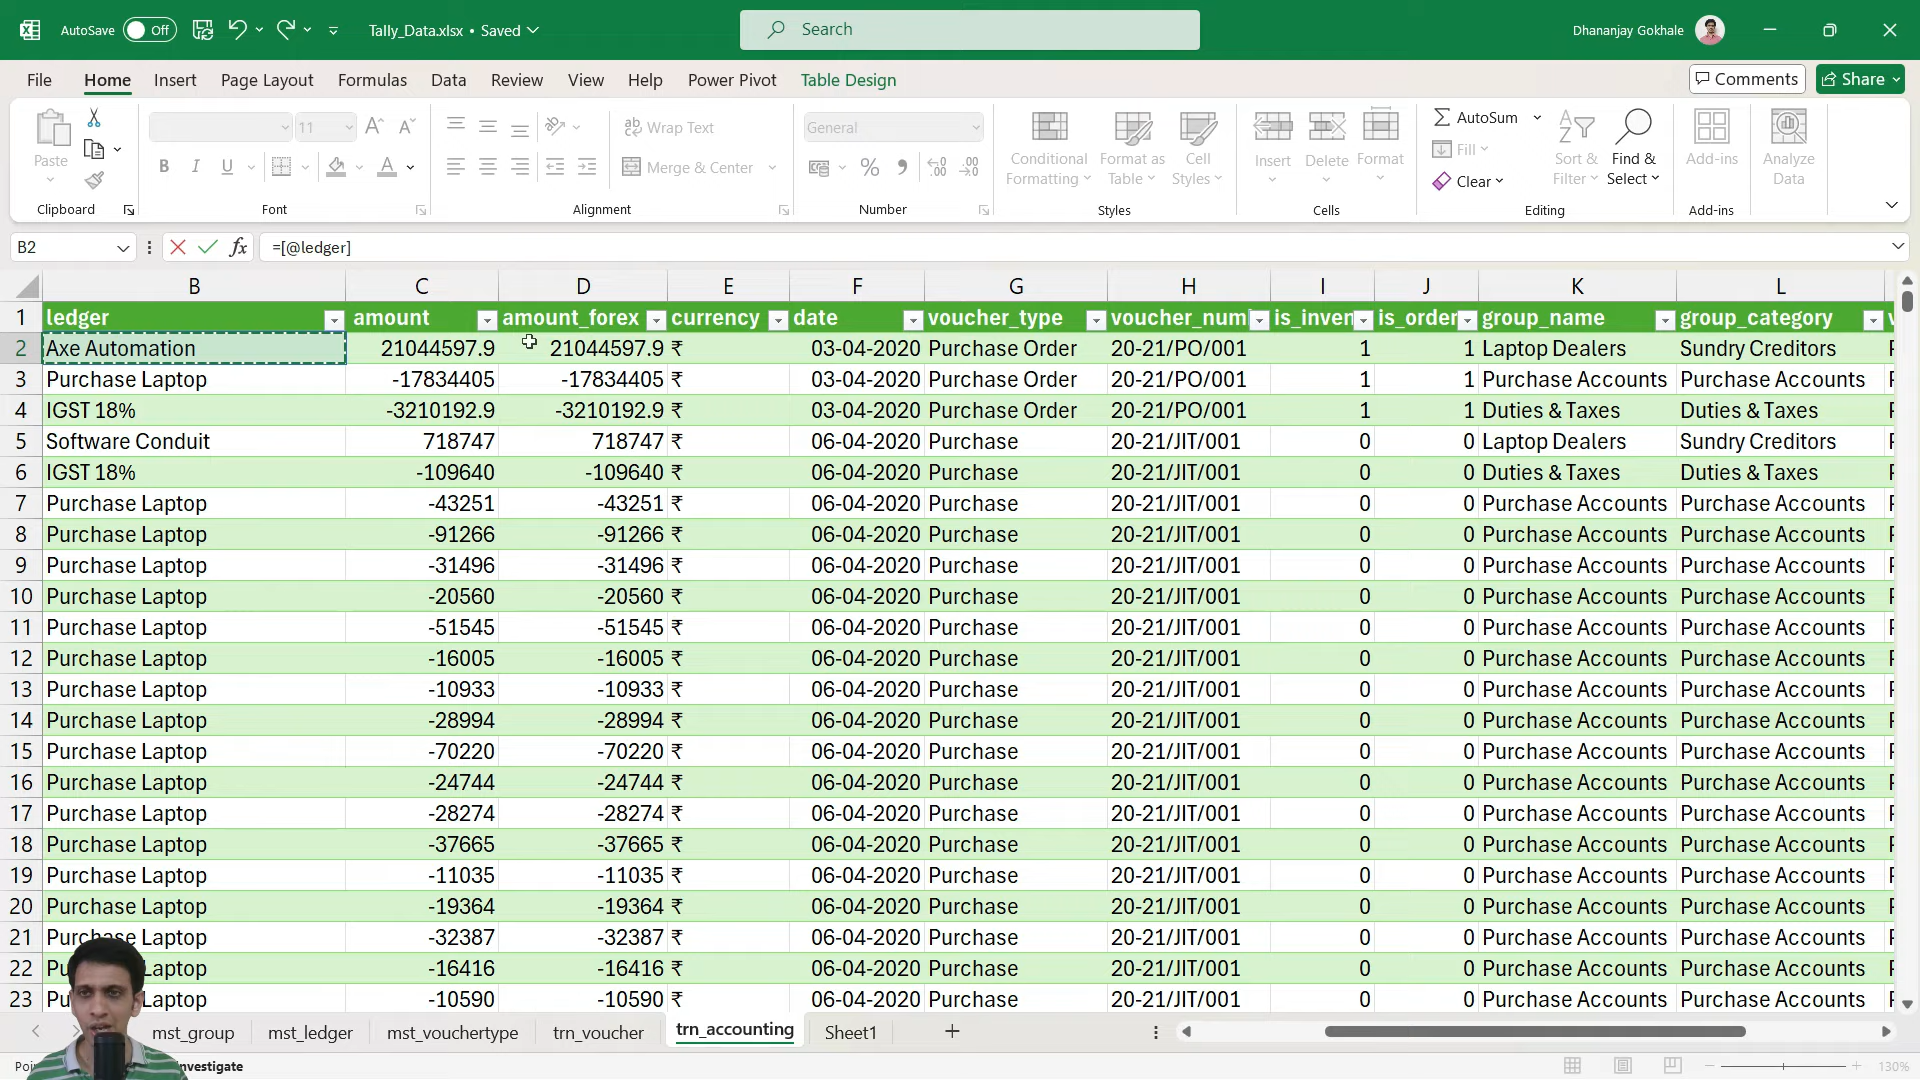 AutoSave Off Tally_Data.xlsx • Saved Search Dhananjay Gokhale
File Home Insert Page Layout Formulas Data Review View Help Power Pivot Table Design Comments Share
Paste 11 Wrap Text General Conditional Formatting Format as Table Cell Styles Insert Delete Format AutoSum Sort & Filter Find & Select Add-ins Analyze Data
B I U Merge & Center % Fill
Clear
Clipboard Font Alignment Number Styles Cells Editing Add-ins
B2 fx =[@ledger]
B C D E F G H I J K L
1 ledger amount amount_forex currency date voucher_type voucher_num is_inven is_order group_name group_category
2 Axe Automation 21044597.9 21044597.9 ₹ 03-04-2020 Purchase Order 20-21/PO/001 1 1 Laptop Dealers Sundry Creditors
3 Purchase Laptop -17834405 -17834405 ₹ 03-04-2020 Purchase Order 20-21/PO/001 1 1 Purchase Accounts Purchase Accounts
4 IGST 18% -3210192.9 -3210192.9 ₹ 03-04-2020 Purchase Order 20-21/PO/001 1 1 Duties & Taxes Duties & Taxes
5 Software Conduit 718747 718747 ₹ 06-04-2020 Purchase 20-21/JIT/001 0 0 Laptop Dealers Sundry Creditors
6 IGST 18% -109640 -109640 ₹ 06-04-2020 Purchase 20-21/JIT/001 0 0 Duties & Taxes Duties & Taxes
7 Purchase Laptop -43251 -43251 ₹ 06-04-2020 Purchase 20-21/JIT/001 0 0 Purchase Accounts Purchase Accounts
8 Purchase Laptop -91266 -91266 ₹ 06-04-2020 Purchase 20-21/JIT/001 0 0 Purchase Accounts Purchase Accounts
9 Purchase Laptop -31496 -31496 ₹ 06-04-2020 Purchase 20-21/JIT/001 0 0 Purchase Accounts Purchase Accounts
10 Purchase Laptop -20560 -20560 ₹ 06-04-2020 Purchase 20-21/JIT/001 0 0 Purchase Accounts Purchase Accounts
11 Purchase Laptop -51545 -51545 ₹ 06-04-2020 Purchase 20-21/JIT/001 0 0 Purchase Accounts Purchase Accounts
12 Purchase Laptop -16005 -16005 ₹ 06-04-2020 Purchase 20-21/JIT/001 0 0 Purchase Accounts Purchase Accounts
13 Purchase Laptop -10933 -10933 ₹ 06-04-2020 Purchase 20-21/JIT/001 0 0 Purchase Accounts Purchase Accounts
14 Purchase Laptop -28994 -28994 ₹ 06-04-2020 Purchase 20-21/JIT/001 0 0 Purchase Accounts Purchase Accounts
15 Purchase Laptop -70220 -70220 ₹ 06-04-2020 Purchase 20-21/JIT/001 0 0 Purchase Accounts Purchase Accounts
16 Purchase Laptop -24744 -24744 ₹ 06-04-2020 Purchase 20-21/JIT/001 0 0 Purchase Accounts Purchase Accounts
17 Purchase Laptop -28274 -28274 ₹ 06-04-2020 Purchase 20-21/JIT/001 0 0 Purchase Accounts Purchase Accounts
18 Purchase Laptop -37665 -37665 ₹ 06-04-2020 Purchase 20-21/JIT/001 0 0 Purchase Accounts Purchase Accounts
19 Purchase Laptop -11035 -11035 ₹ 06-04-2020 Purchase 20-21/JIT/001 0 0 Purchase Accounts Purchase Accounts
20 Purchase Laptop -19364 -19364 ₹ 06-04-2020 Purchase 20-21/JIT/001 0 0 Purchase Accounts Purchase Accounts
21 Purchase Laptop -32387 -32387 ₹ 06-04-2020 Purchase 20-21/JIT/001 0 0 Purchase Accounts Purchase Accounts
22 Laptop -16416 -16416 ₹ 06-04-2020 Purchase 20-21/JIT/001 0 0 Purchase Accounts Purchase Accounts
23 Laptop -10590 -10590 ₹ 06-04-2020 Purchase 20-21/JIT/001 0 0 Purchase Accounts Purchase Accounts
mst_group mst_ledger mst_vouchertype trn_voucher trn_accounting Sheet1
130%